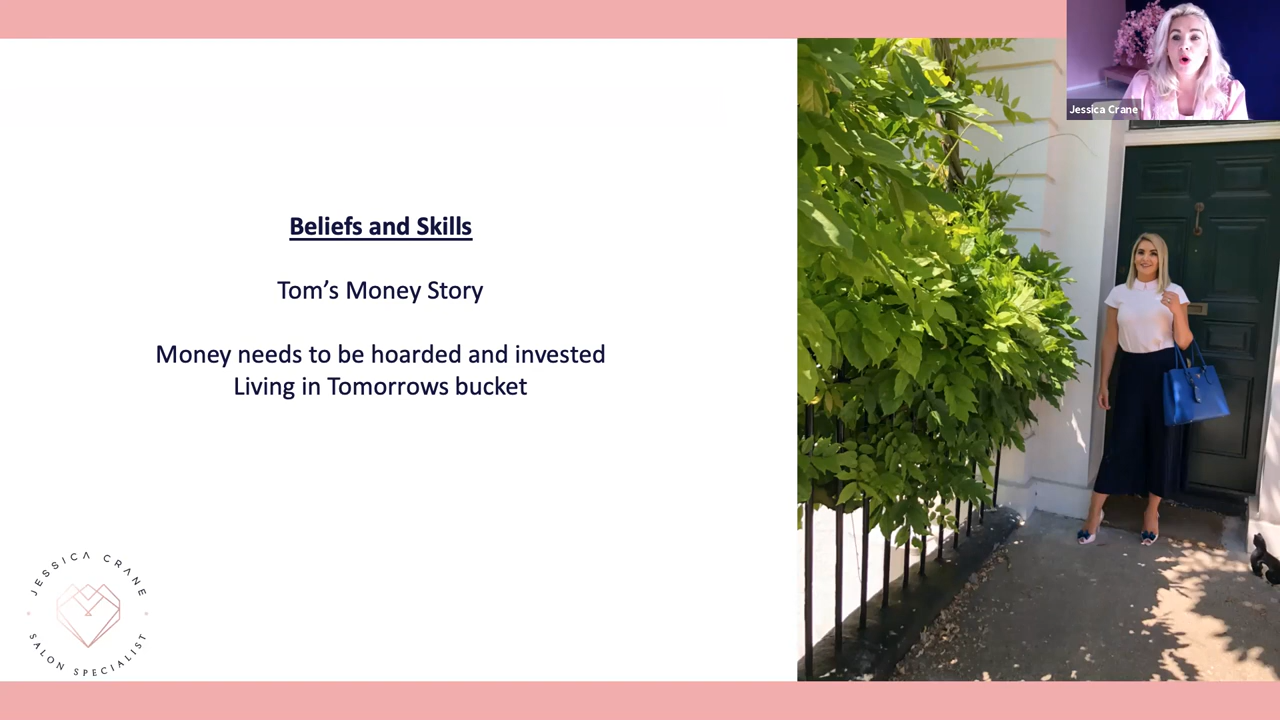 Jessica Crane
Beliefs and Skills
Tom’s Money Story
Money needs to be hoarded and invested
Living in Tomorrows bucket
JESSICA CRANE
SALON SPECIALIST